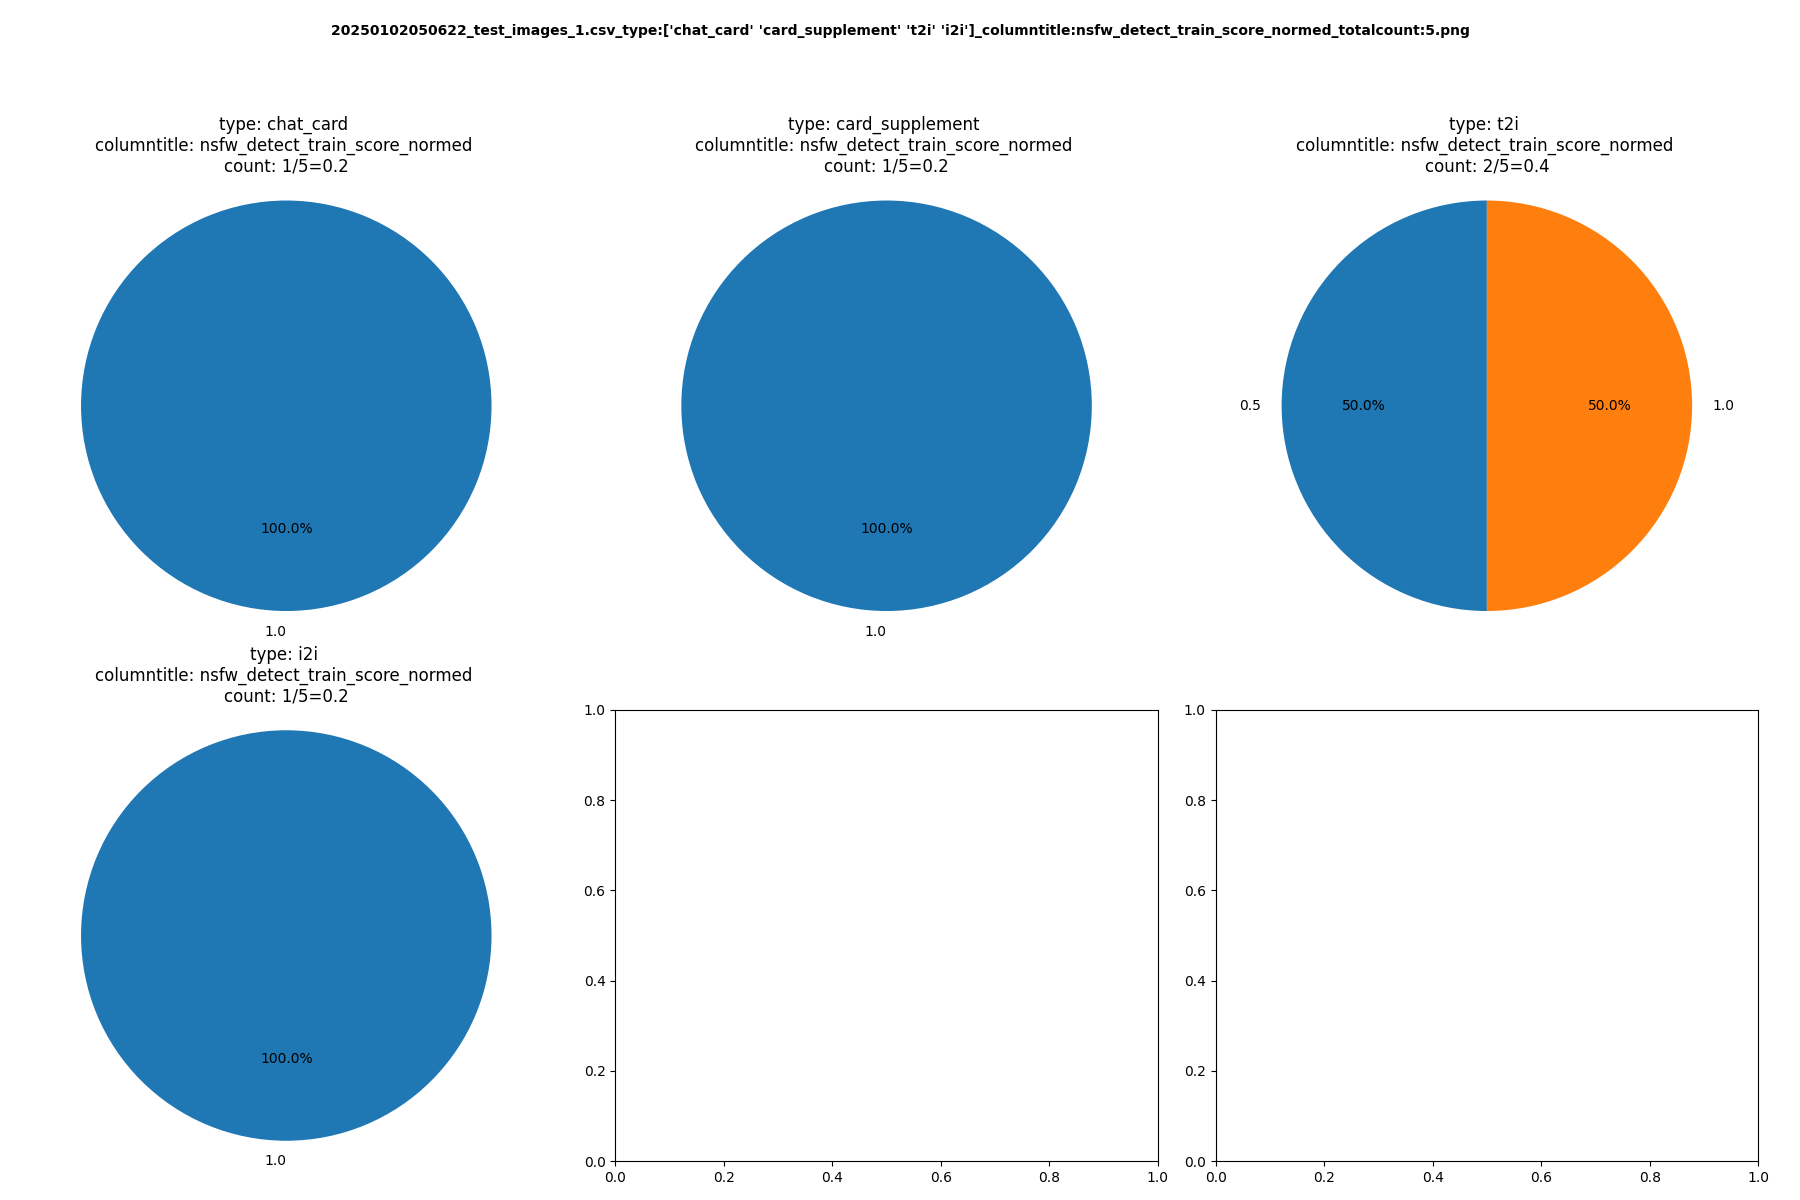 20250102050622_test_images_1.csv_type:['chat_card' 'card_supplement' 't2i' 'i2i']_columntitle:nsfw_detect_train_score_normed_totalcount:5.png
type: chat_card
columntitle: nsfw_detect_train_score_normed
count: 1/5=0.2
100.0%
1.0
type: card_supplement
columntitle: nsfw_detect_train_score_normed
count: 1/5=0.2
100.0%
1.0
type: t2i
columntitle: nsfw_detect_train_score_normed
count: 2/5=0.4
0.5
50.0%
50.0%
1.0
type: i2i
columntitle: nsfw_detect_train_score_normed
count: 1/5=0.2
100.0%
1.0
1.0
0.8
0.6
0.4
0.2
0.0
0.0 0.2 0.4 0.6 0.8 1.0
1.0
0.8
0.6
0.4
0.2
0.0
0.0 0.2 0.4 0.6 0.8 1.0